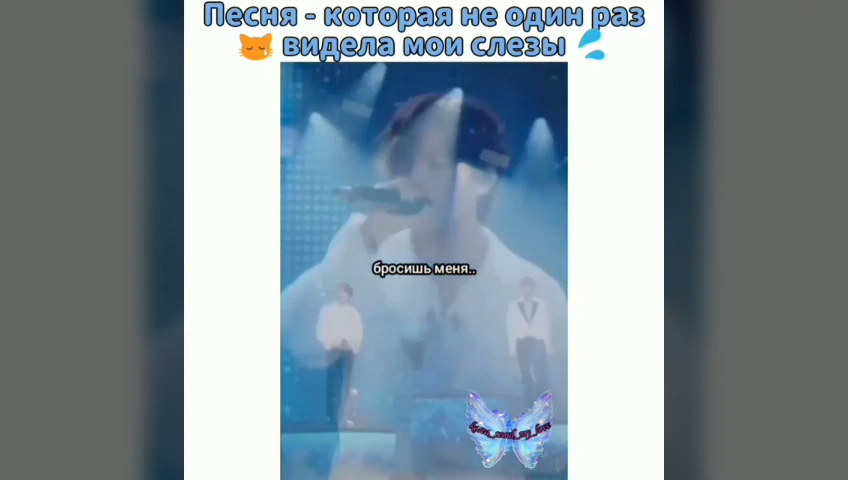 Песня - которая не один раз
😿 видела мои слезы 💦
бросишь меня..